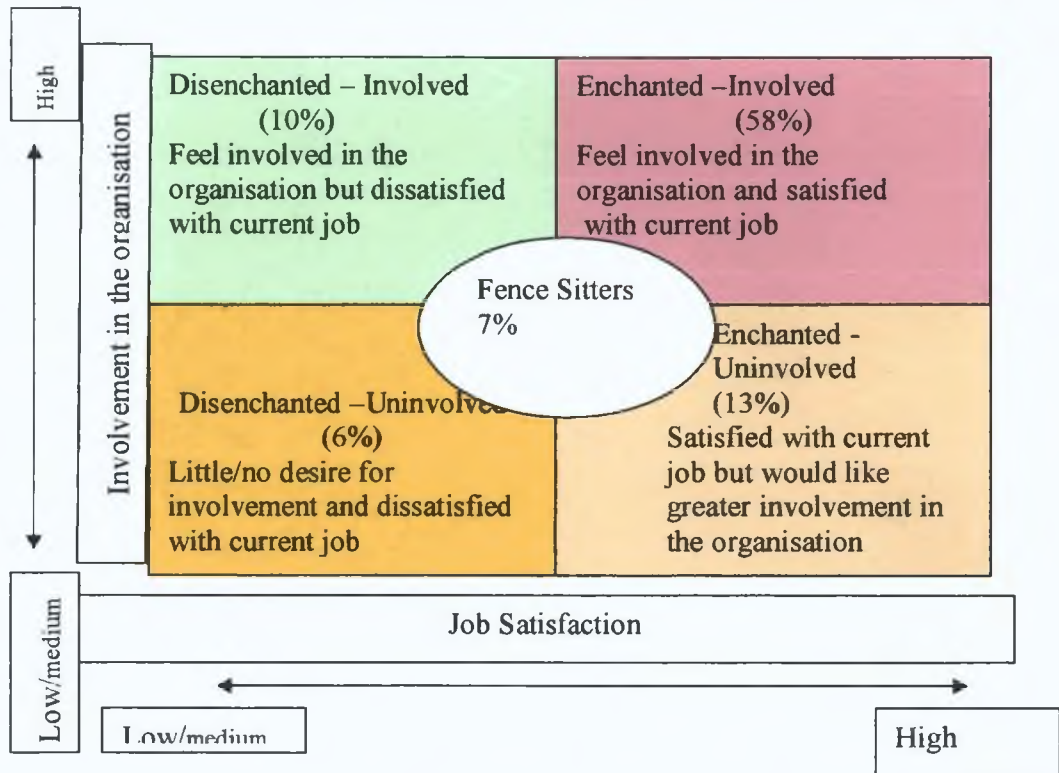 High
Involvement in the organisation
Low/medium
Disenchanted – Involved
(10%)
Feel involved in the
organisation but dissatisfied
with current job
Enchanted –Involved
(58%)
Feel involved in the
organisation and satisfied
with current job
Fence Sitters
7%
Disenchanted –Uninvolved
(6%)
Little/no desire for
involvement and dissatisfied
with current job
Enchanted -
Uninvolved
(13%)
Satisfied with current
job but would like
greater involvement in
the organisation
Job Satisfaction
Low/medium
High